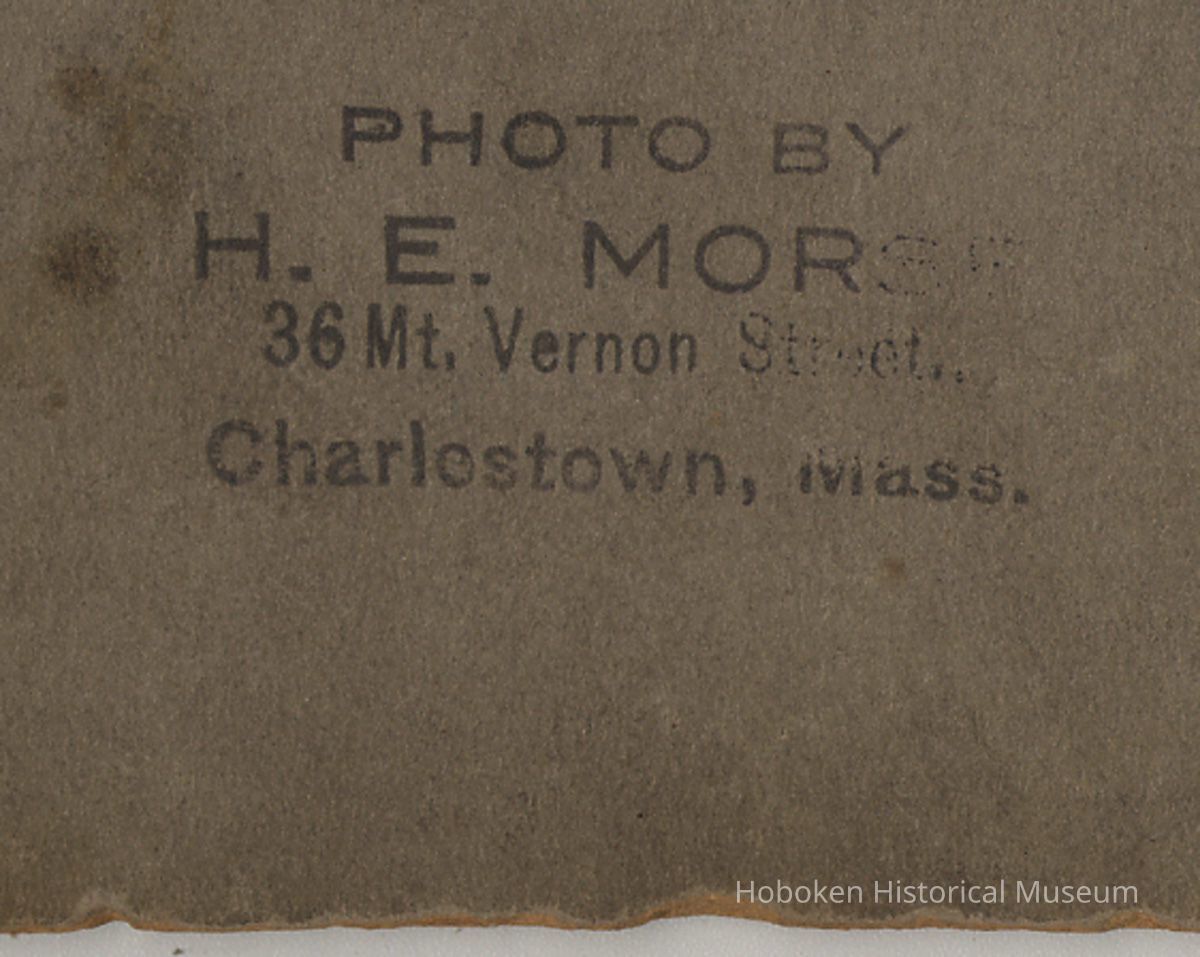 PHOTO BY
H. E. MORSE
36 Mt. Vernon Street,
Charlestown, Mass.
Hoboken Historical Museum